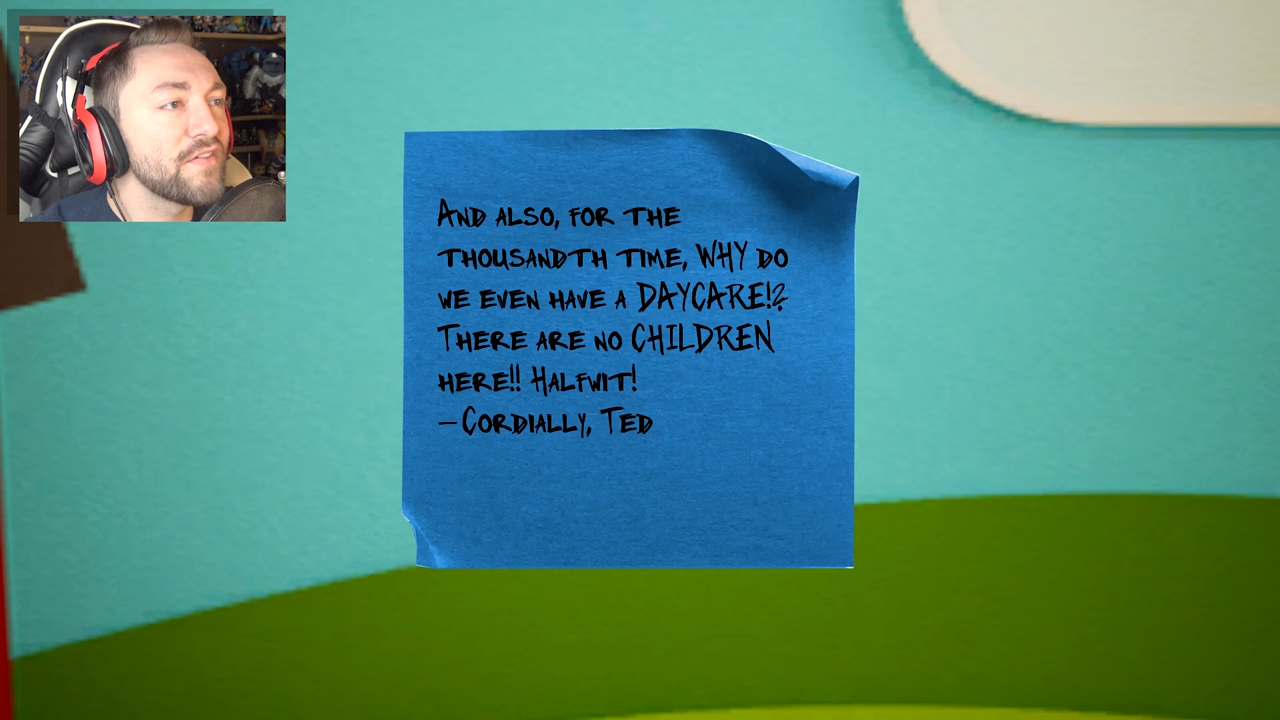 And also, for the
thousandth time, WHY do
we even have a DAYCARE!?
There are no CHILDREN
here!! Halfwit!
– Cordially, Ted